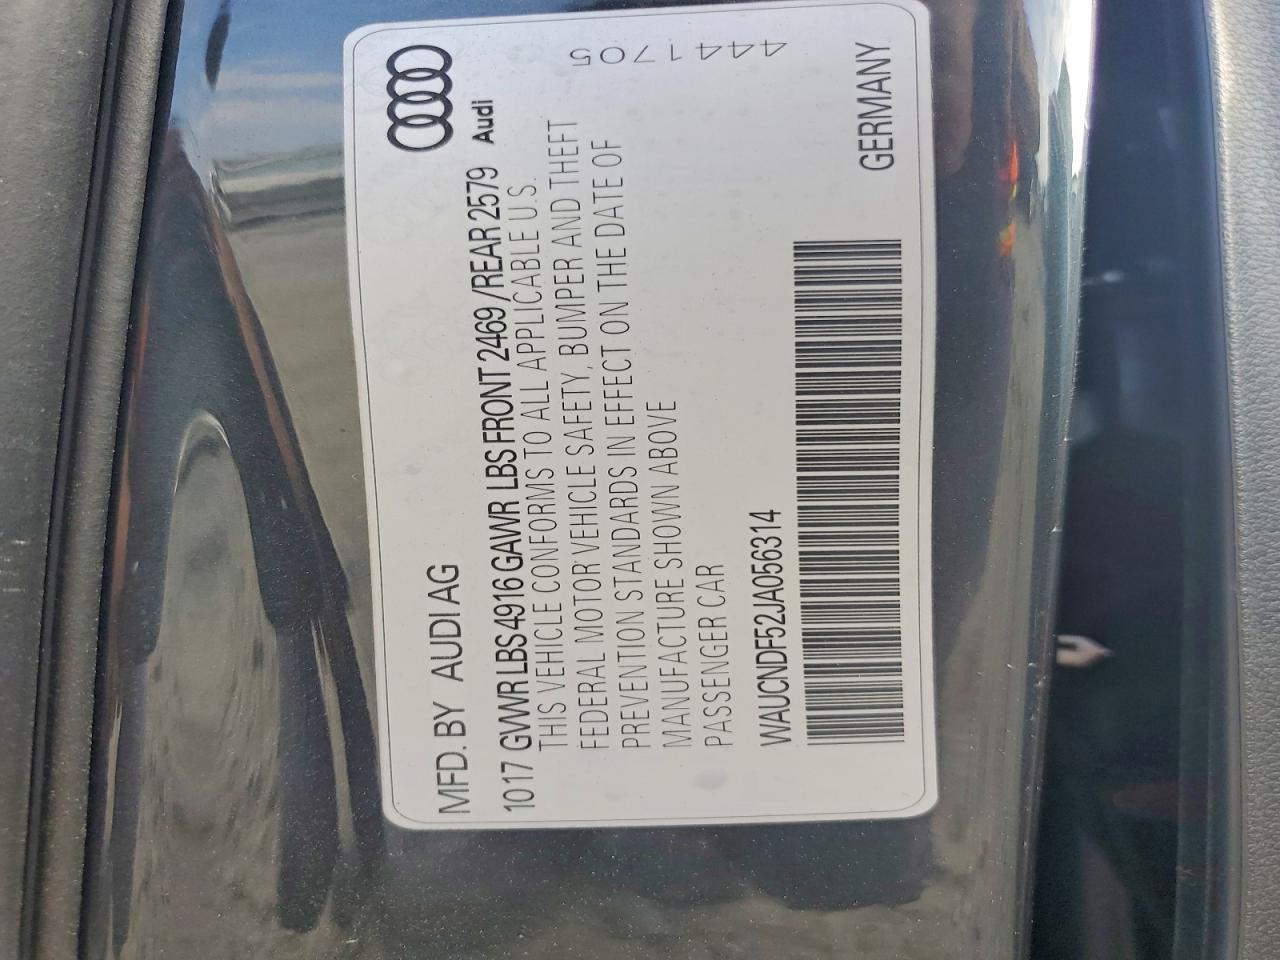 MFD. BY AUDI AG
Audi
10 17 GVWR LBS 4916 GAWR LBS FRONT 2469 /REAR 2579
THIS VEHICLE CONFORMS TO ALL APPLICABLE U.S.
FEDERAL MOTOR VEHICLE SAFETY, BUMPER AND THEFT
PREVENTION STANDARDS IN EFFECT ON THE DATE OF
MANUFACTURE SHOWN ABOVE
PASSENGER CAR
WAUCNDF52JA056314
GERMANY
4441705